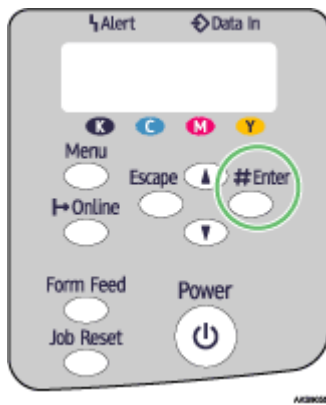 Alert Data In
K C M Y
Menu
Escape #Enter
Online
Form Feed Power
Job Reset